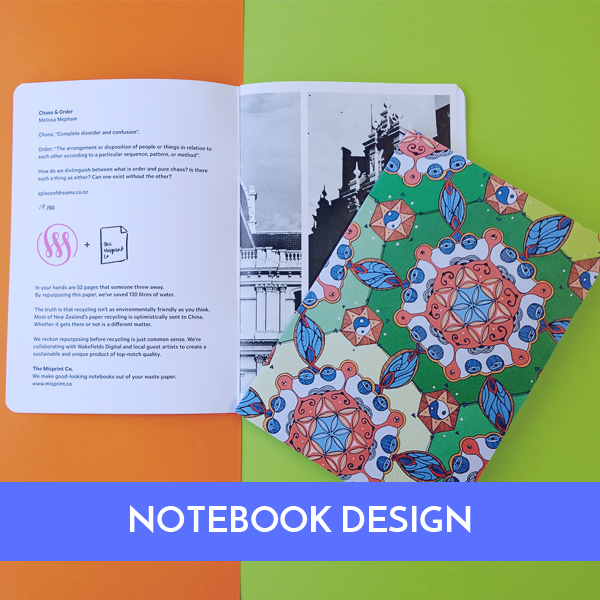 Chaos & Order
Melissa Mepham
Chaos: "Complete disorder and confusion".
Order: "The arrangement or disposition of people or things in relation to
each other according to a particular sequence, pattern, or method".
How do we distinguish between what is order and pure chaos? Is there
such a thing as either? Can one exist without the other?
aplaceofdreams.co.nz
19 /50
+
The
Misprint
Co.
In your hands are 52 pages that someone threw away.
By repurposing this paper, we've saved 130 litres of water.
The truth is that recycling isn't as environmentally friendly as you think.
Most of New Zealand's paper recycling is optimistically sent to China.
Whether it gets there or not is a different matter.
We reckon repurposing before recycling is just common sense. We're
collaborating with Wakefields Digital and local guest artists to create a
sustainable and unique product of top-notch quality.
The Misprint Co.
We make good-looking notebooks out of your waste paper.
www.misprint.co
NOTEBOOK DESIGN